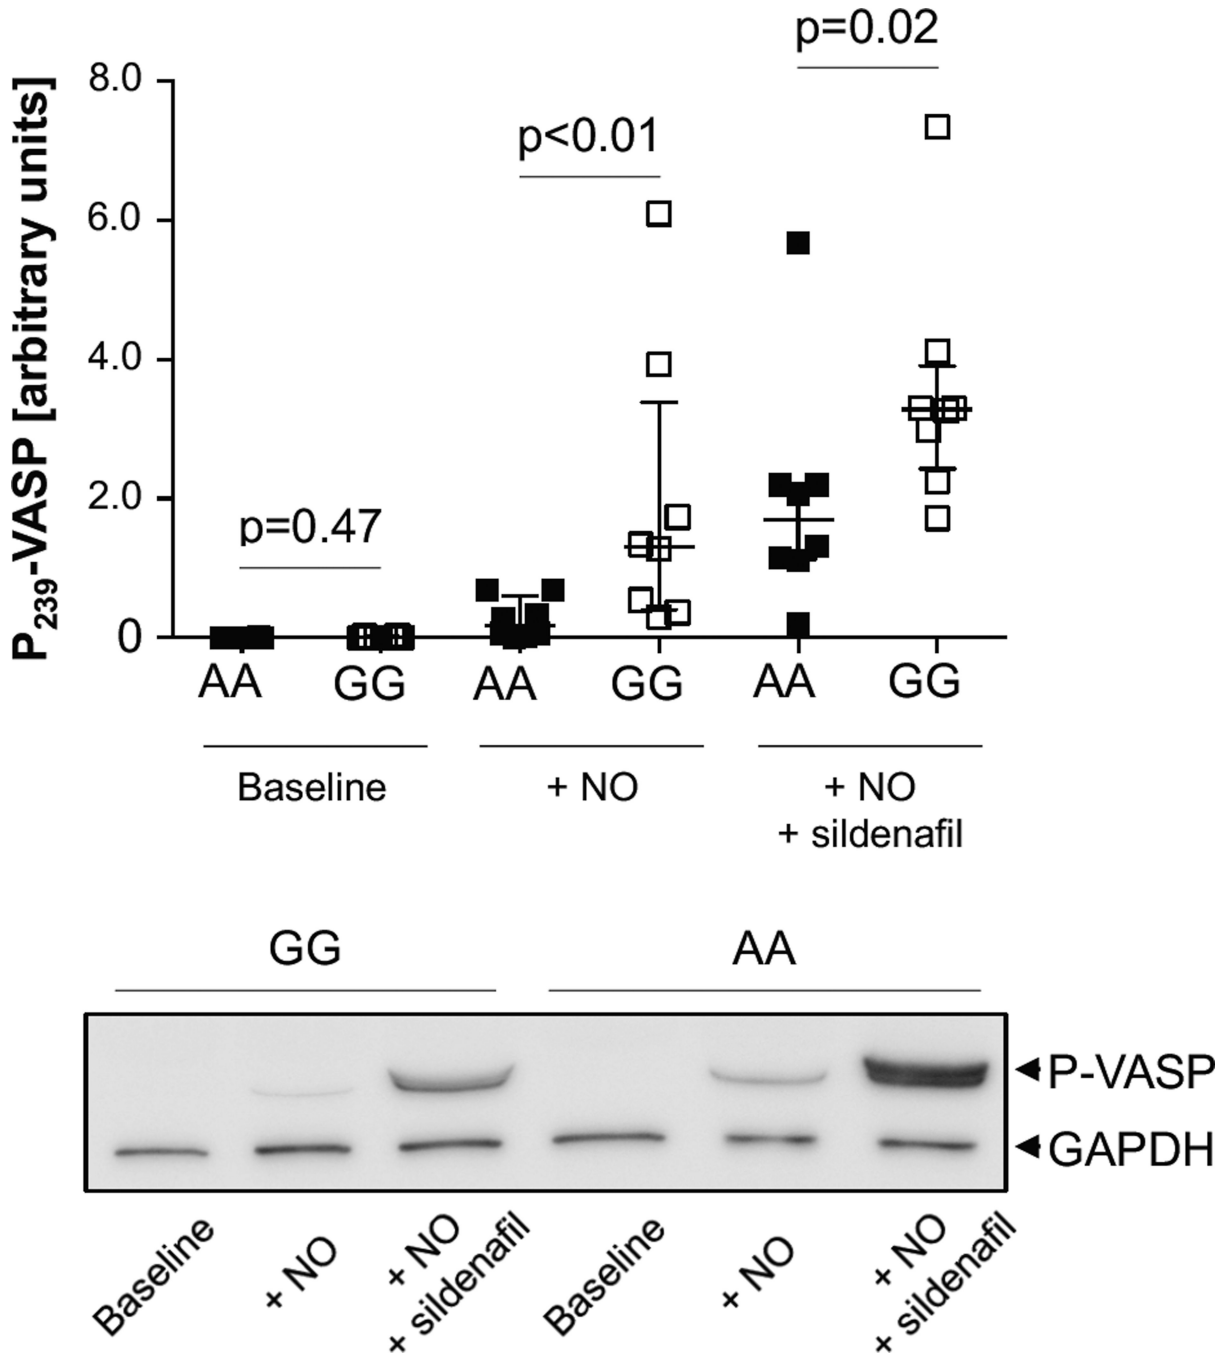 p=0.02
8.0
p<0.01
6.0
4.0
2.0
p=0.47
0
P239-VASP [arbitrary units]
AA GG AA GG AA GG
Baseline + NO + NO
+ sildenafil
GG AA
P-VASP
GAPDH
Baseline
+ NO
+ NO
+ sildenafil
Baseline
+ NO
+ NO
+ sildenafil